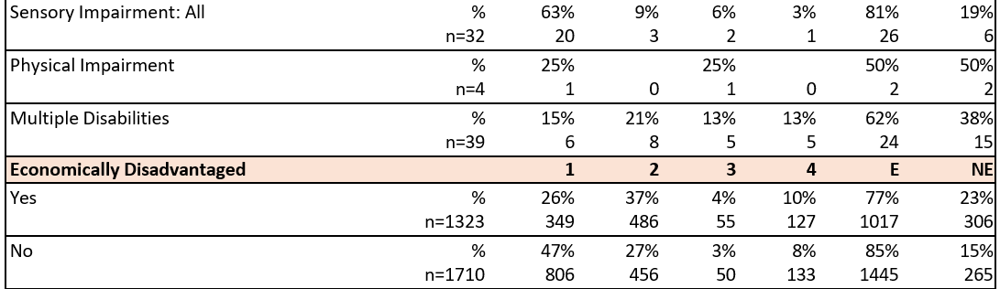 Sensory Impairment: All % 63% 9% 6% 3% 81% 19%
n=32 20 3 2 1 26 6
Physical Impairment % 25% 25% 50% 50%
n=4 1 0 1 0 2 2
Multiple Disabilities % 15% 21% 13% 13% 62% 38%
n=39 6 8 5 5 24 15
Economically Disadvantaged 1 2 3 4 E NE
Yes % 26% 37% 4% 10% 77% 23%
n=1323 349 486 55 127 1017 306
No % 47% 27% 3% 8% 85% 15%
n=1710 806 456 50 133 1445 265